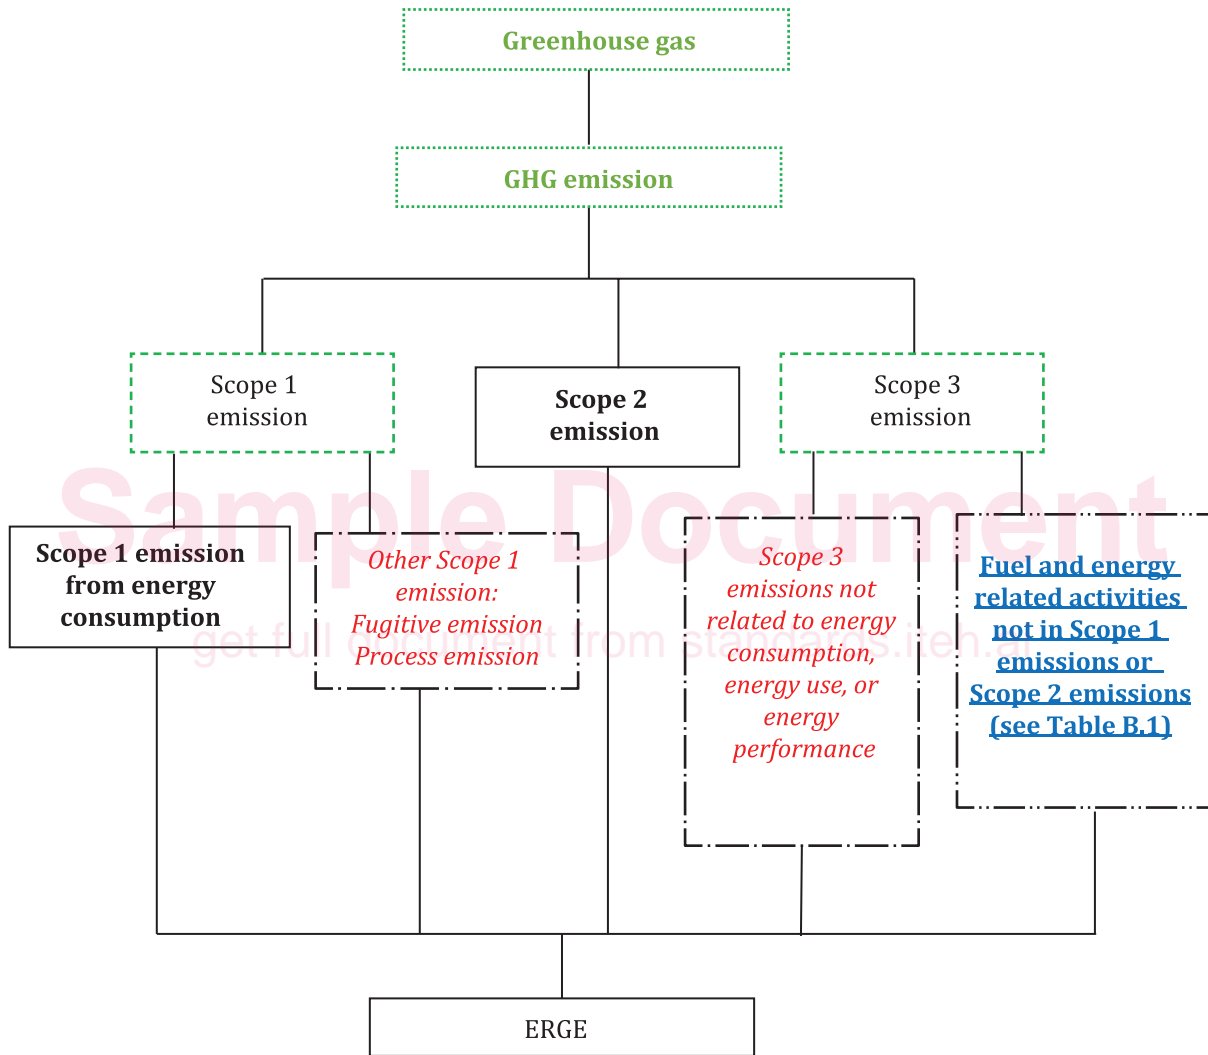 Greenhouse gas
GHG emission
Scope 1
emission
Scope 2
emission
Scope 3
emission
Sample Document
Scope 1 emission
from energy
consumption
Other Scope 1
emission:
Fugitive emission
Process emission
Scope 3
emissions not
related to energy
consumption,
energy use, or
energy
performance
Fuel and energy
related activities
not in Scope 1
emissions or
Scope 2 emissions
(see Table B.1)
get full document from standards.iteh.ai
ERGE